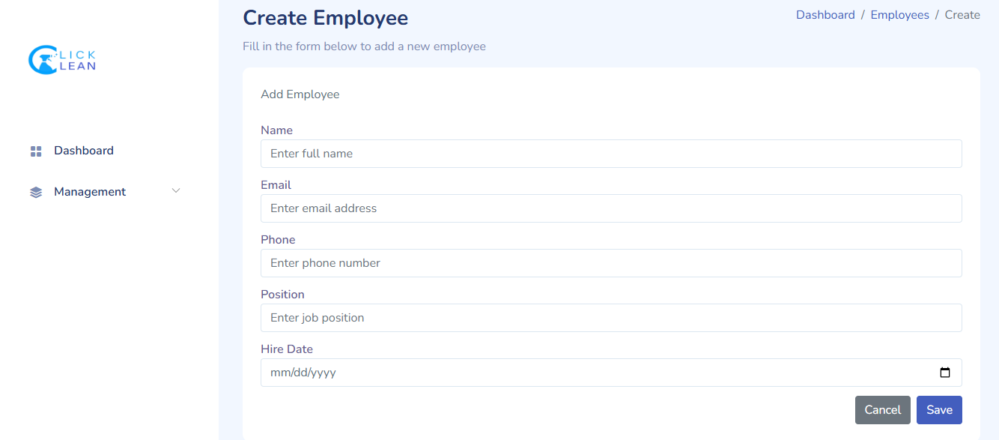 LICK
LEAN
Dashboard
Management
Create Employee
Dashboard / Employees / Create
Fill in the form below to add a new employee
Add Employee
Name
Enter full name
Email
Enter email address
Phone
Enter phone number
Position
Enter job position
Hire Date
mm/dd/yyyy
Cancel Save